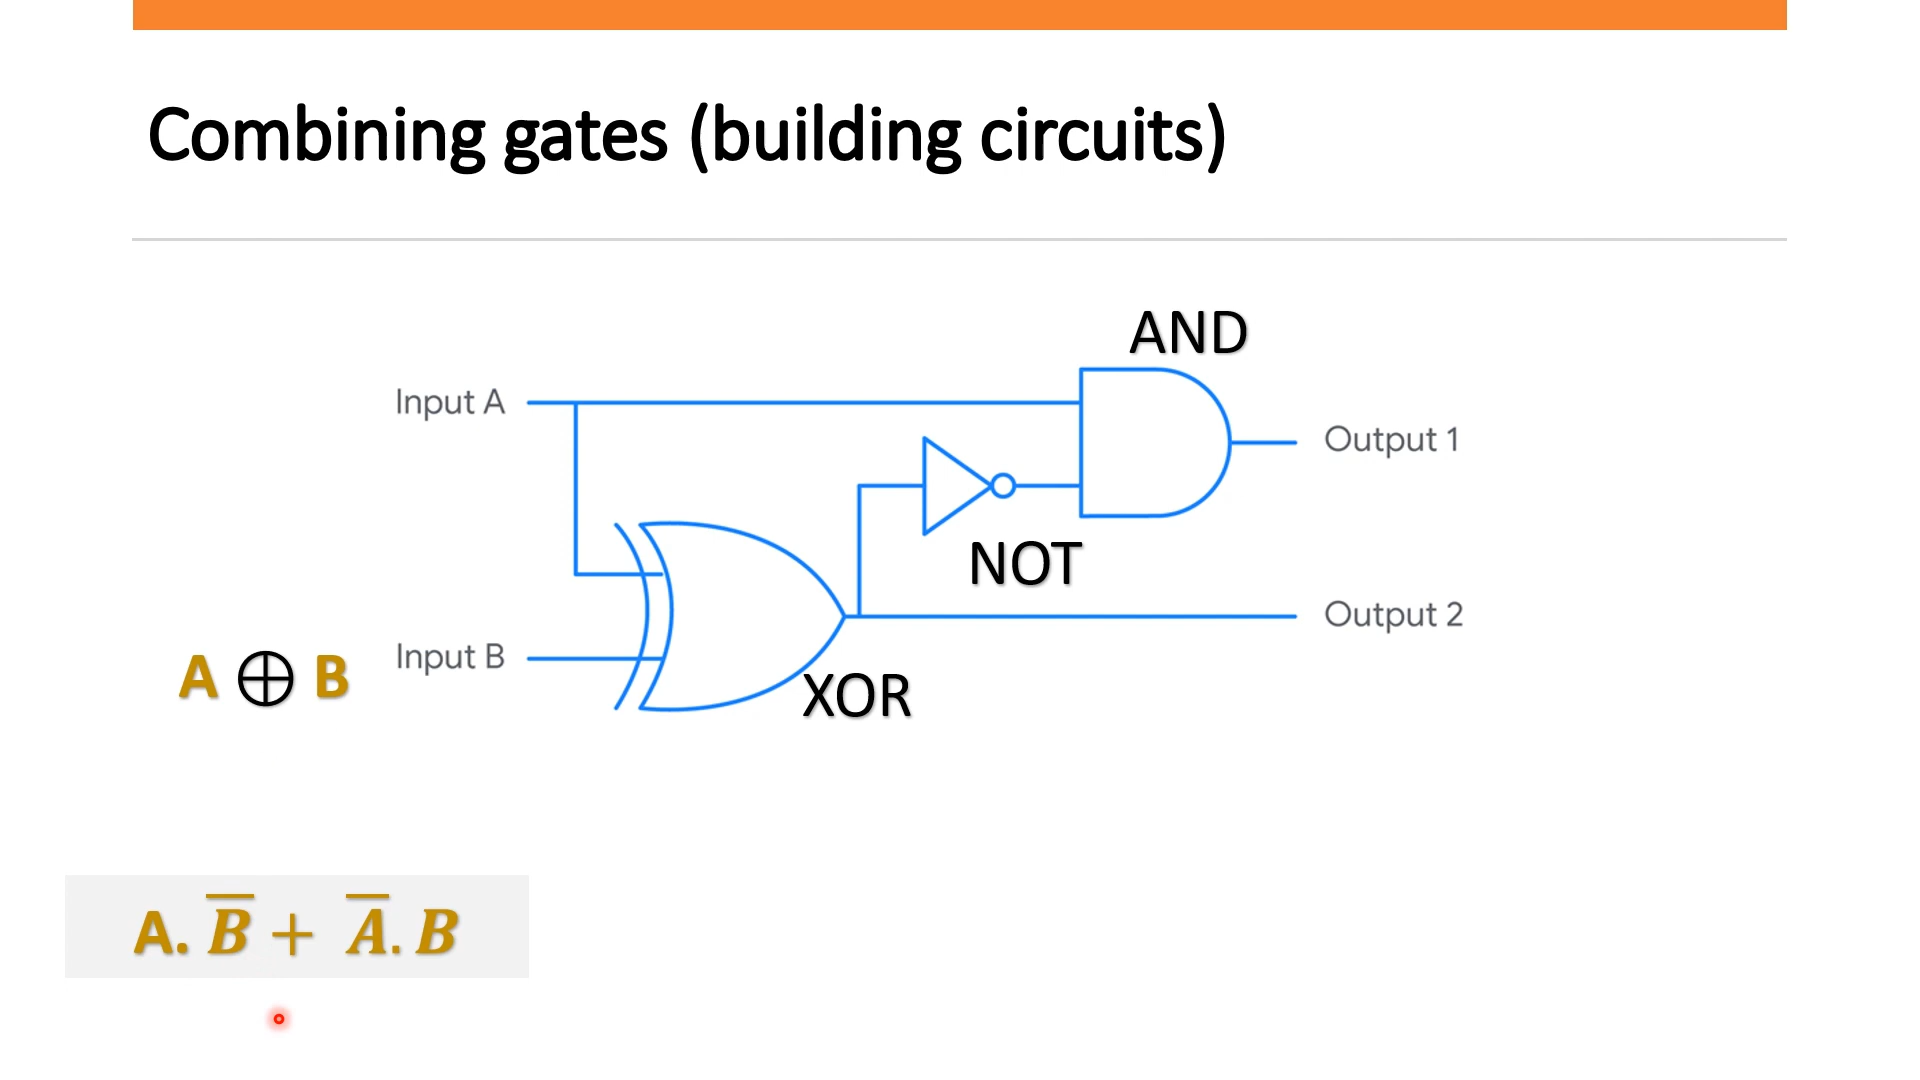 Combining gates (building circuits)
AND
Input A
Output 1
NOT
Output 2
Input B
A ⊕ B
XOR
A. B̅ + A̅. B